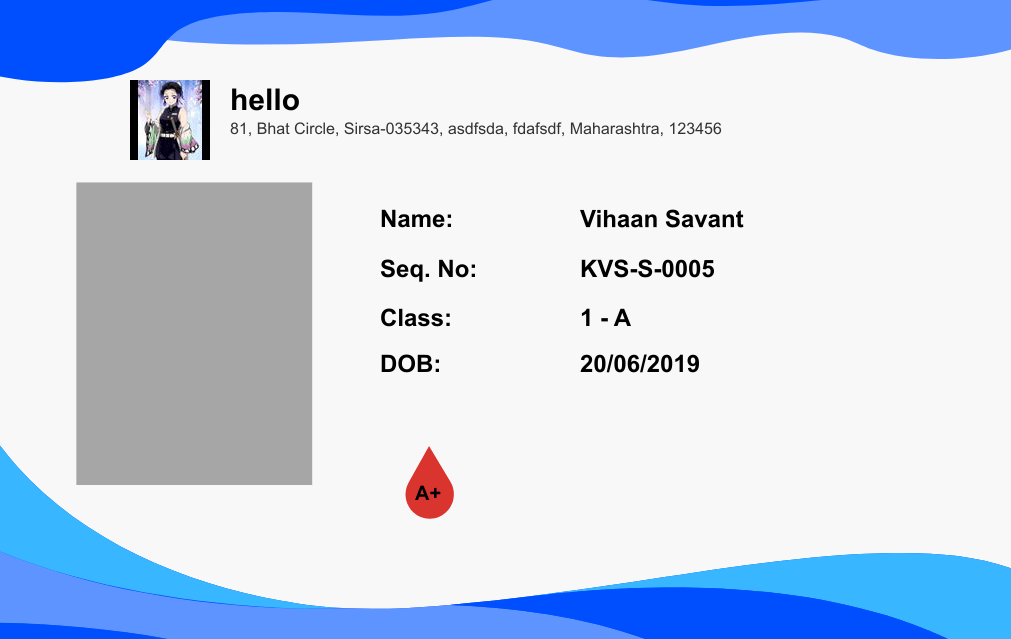 hello
81, Bhat Circle, Sirsa-035343, asdfsda, fdafsdf, Maharashtra, 123456
Name: Vihaan Savant
Seq. No: KVS-S-0005
Class: 1 - A
DOB: 20/06/2019
A+